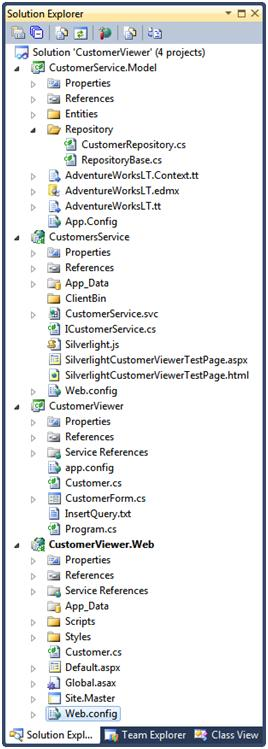 Solution Explorer
Solution 'CustomerViewer' (4 projects)
CustomerService.Model
Properties
References
Entities
Repository
CustomerRepository.cs
RepositoryBase.cs
AdventureWorksLT.Context.tt
AdventureWorksLT.edmx
AdventureWorksLT.tt
App.Config
CustomersService
Properties
References
App_Data
ClientBin
CustomerService.svc
ICustomerService.cs
Silverlight.js
SilverlightCustomerViewerTestPage.aspx
SilverlightCustomerViewerTestPage.html
Web.config
CustomerViewer
Properties
References
Service References
app.config
Customer.cs
CustomerForm.cs
InsertQuery.txt
Program.cs
CustomerViewer.Web
Properties
References
Service References
App_Data
Scripts
Styles
Customer.cs
Default.aspx
Global.asax
Site.Master
Web.config
Solution Expl... Team Explorer Class View